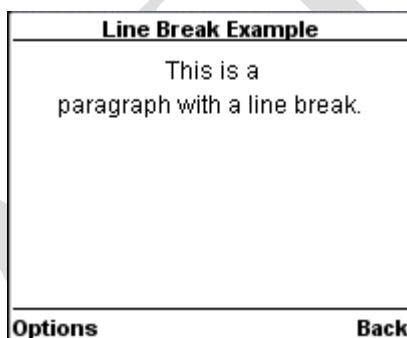 Line Break Example
This is a
paragraph with a line break.
Options Back